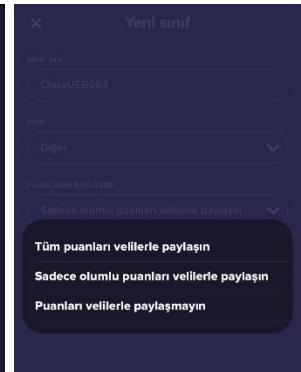 Yeni sınıf
SINIF ADI
ClassUEB563
SINIF
Diğer
PUANLARIN PAYLAŞIMI
Sadece olumlu puanları velilerle paylaşın
Tüm puanları velilerle paylaşın
Sadece olumlu puanları velilerle paylaşın
Puanları velilerle paylaşmayın